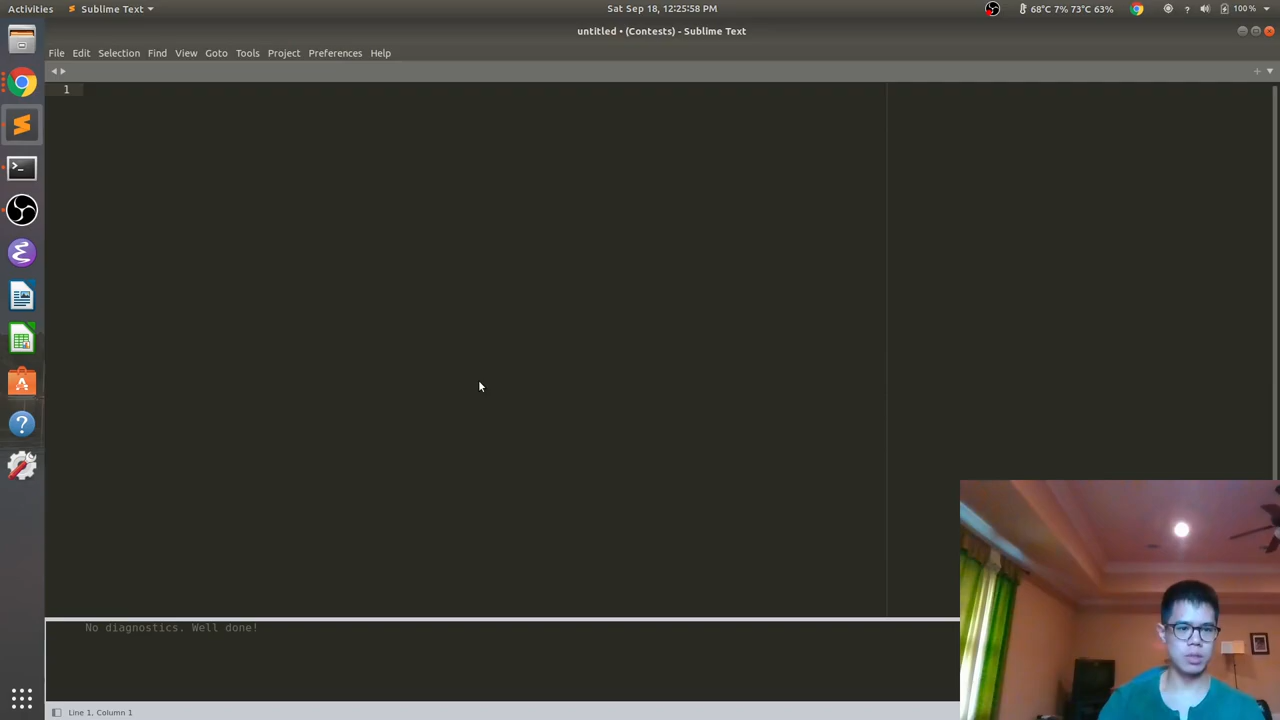 Activities
Sublime Text
Sat Sep 18, 12:25:58 PM
68°C 7% 73°C 63%
?
100%
untitled • (Contests) - Sublime Text
File Edit Selection Find View Goto Tools Project Preferences Help
1
No diagnostics. Well done!
Line 1, Column 1